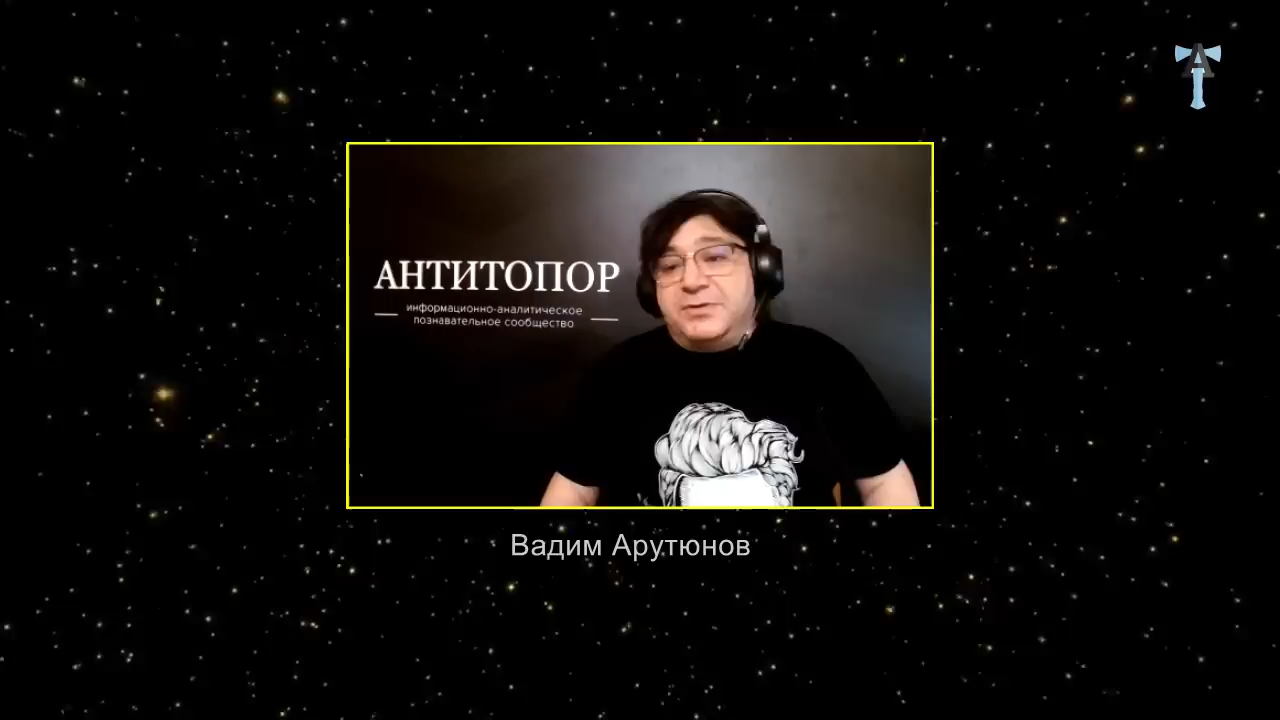 АНТИТОПОР
информационно-аналитическое
познавательное сообщество
Вадим Арутюнов